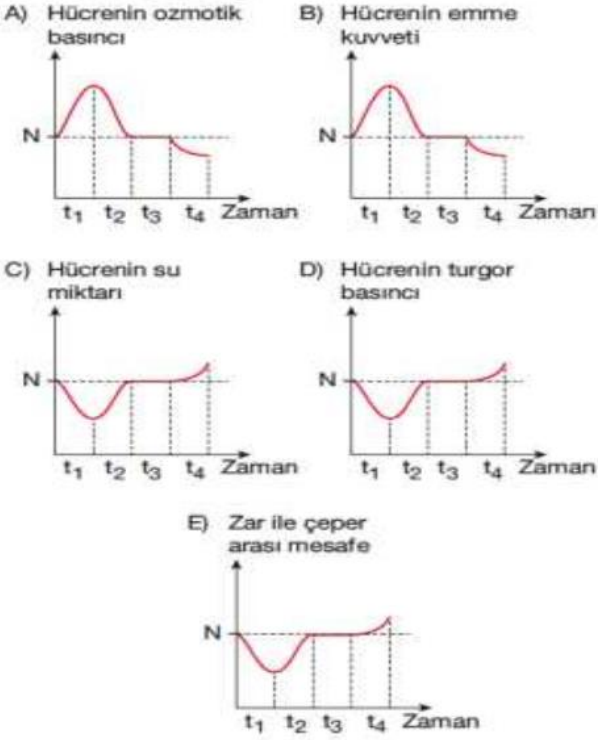 A) Hücrenin ozmotik
basıncı
N
t1 t2 t3 t4 Zaman
B) Hücrenin emme
kuvveti
N
t1 t2 t3 t4 Zaman
C) Hücrenin su
miktarı
N
t1 t2 t3 t4 Zaman
D) Hücrenin turgor
basıncı
N
t1 t2 t3 t4 Zaman
E) Zar ile çeper
arası mesafe
N
t1 t2 t3 t4 Zaman